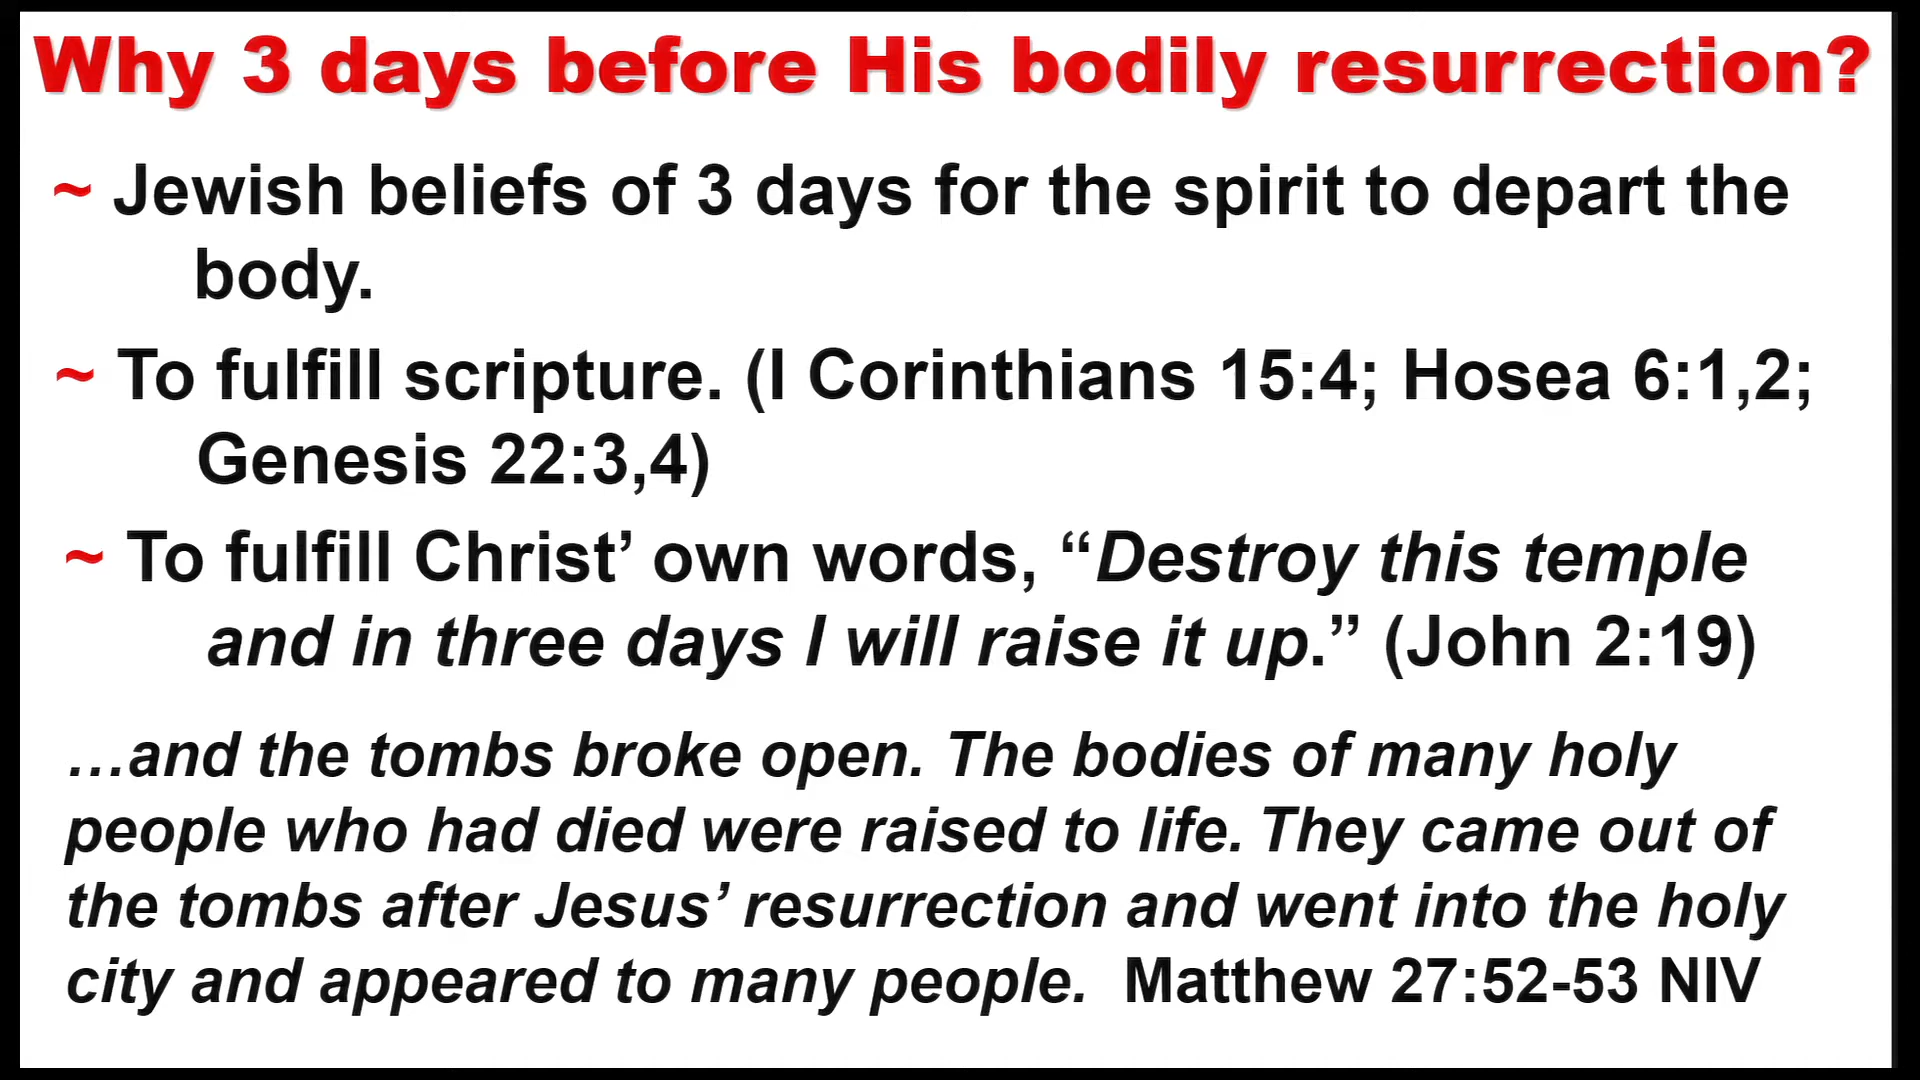 Why 3 days before His bodily resurrection?
~ Jewish beliefs of 3 days for the spirit to depart the
body.
~ To fulfill scripture. (I Corinthians 15:4; Hosea 6:1,2;
Genesis 22:3,4)
~ To fulfill Christ’ own words, “Destroy this temple
and in three days I will raise it up.” (John 2:19)
…and the tombs broke open. The bodies of many holy
people who had died were raised to life. They came out of
the tombs after Jesus’ resurrection and went into the holy
city and appeared to many people. Matthew 27:52-53 NIV